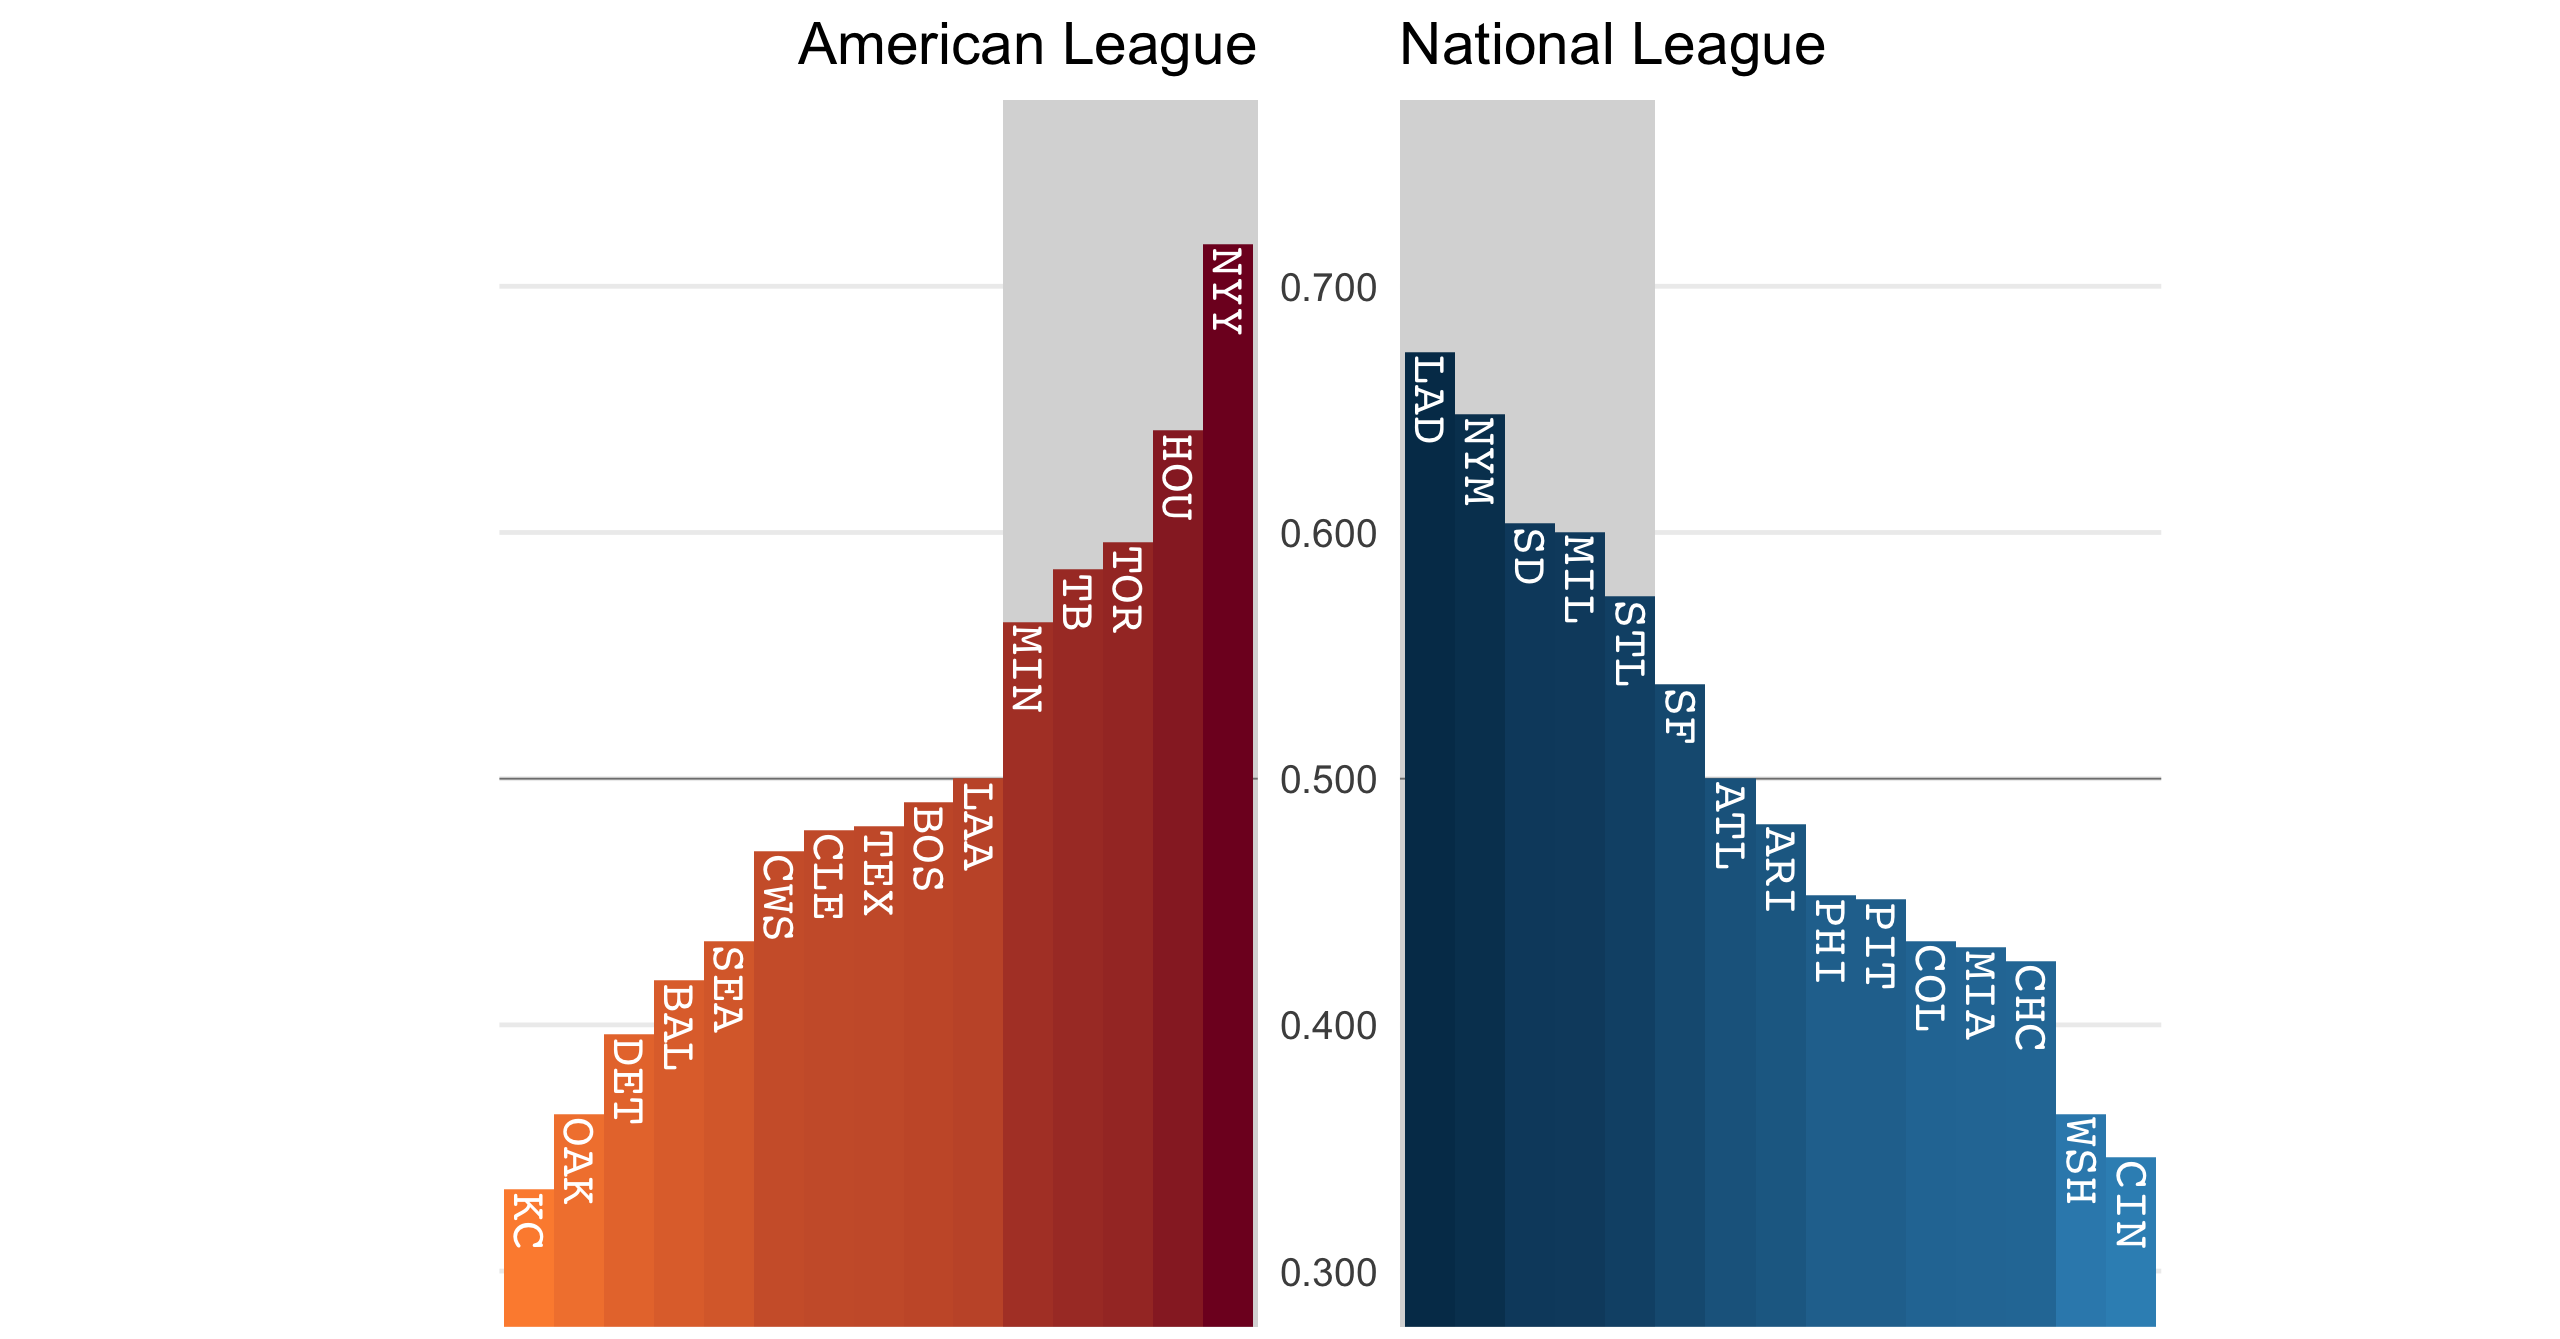 American League
National League
0.700
0.600
0.500
0.400
0.300
KC
OAK
DET
BAL
SEA
CWS
CLE
TEX
BOS
LAA
MIN
TB
TOR
HOU
NYY
LAD
NYM
SD
MIL
STL
SF
ATL
ARI
PHI
PIT
COL
MIA
CHC
WSH
CIN